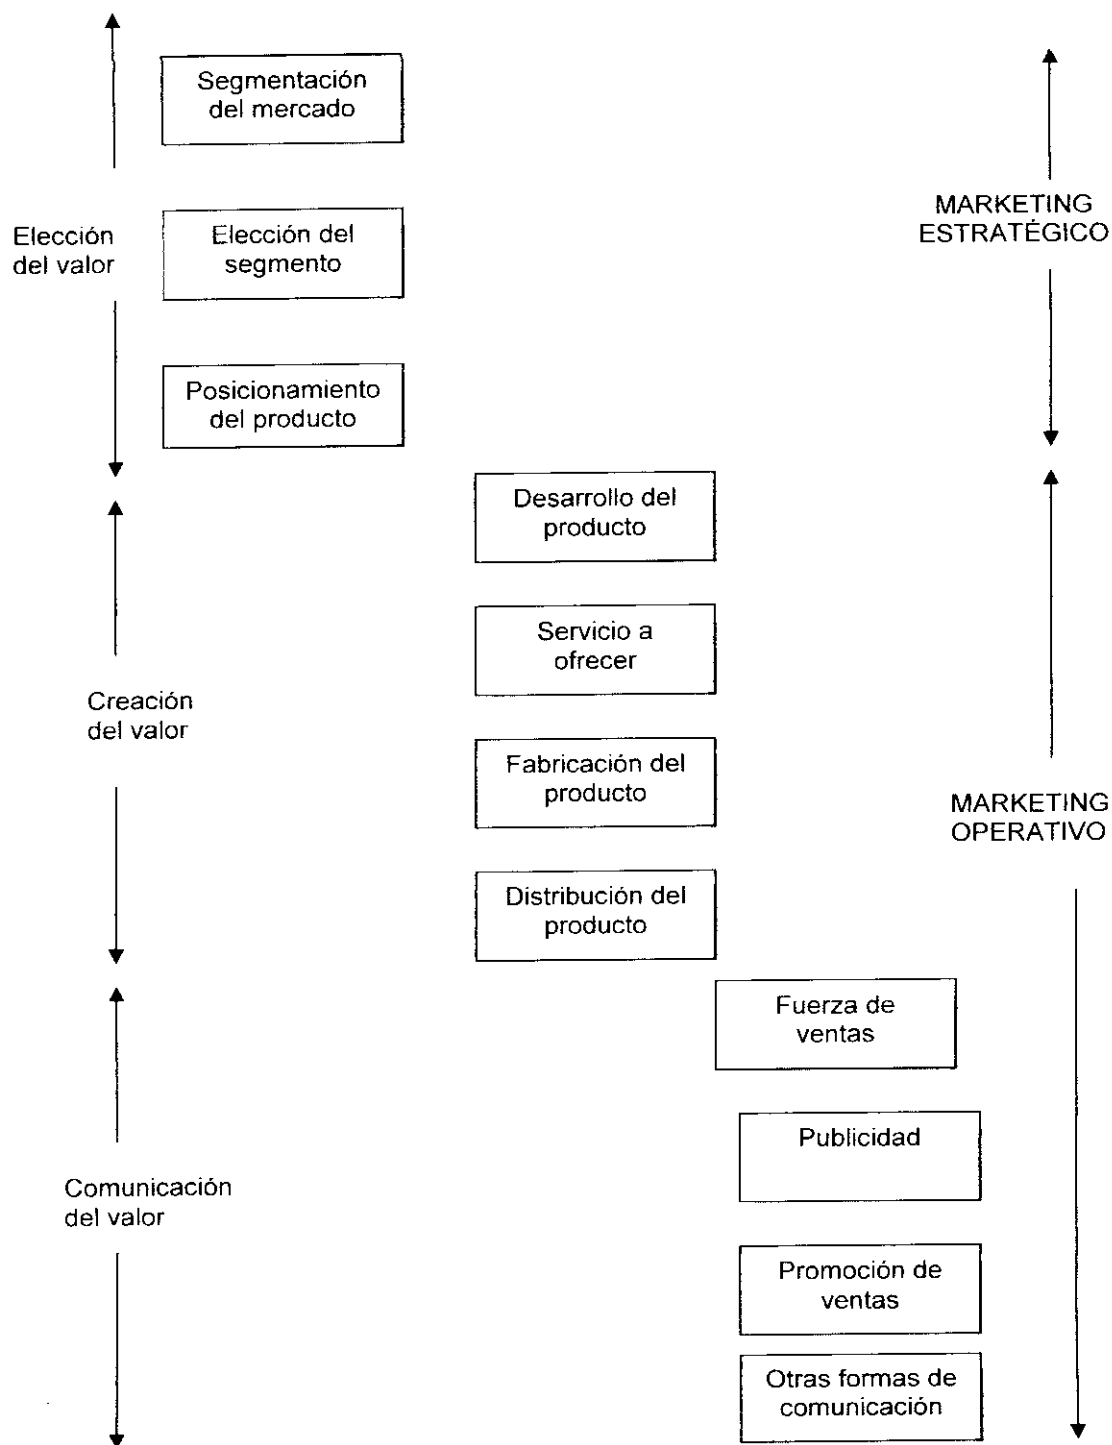 Segmentación
del mercado
MARKETING
ESTRATÉGICO
Elección
del valor
Elección del
segmento
Posicionamiento
del producto
Desarrollo del
producto
Servicio a
ofrecer
Creación
del valor
Fabricación del
producto
MARKETING
OPERATIVO
Distribución del
producto
Fuerza de
ventas
Publicidad
Comunicación
del valor
Promoción de
ventas
Otras formas de
comunicación